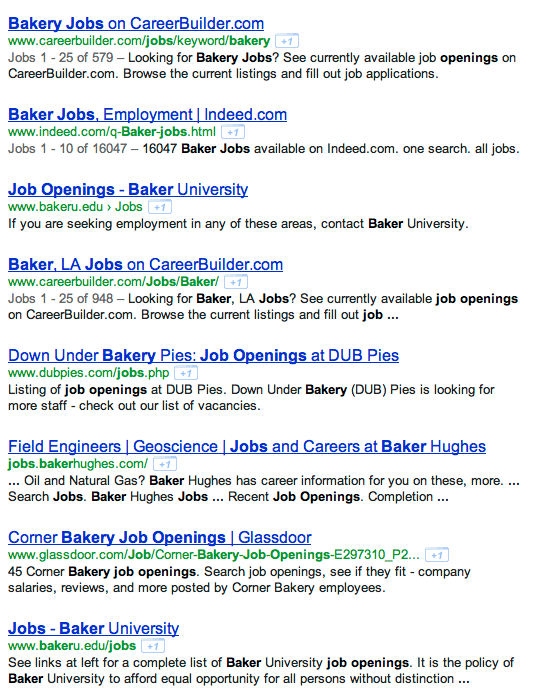 Bakery Jobs on CareerBuilder.com
www.careerbuilder.com/jobs/keyword/bakery +1
Jobs 1 - 25 of 579 – Looking for Bakery Jobs? See currently available job openings on
CareerBuilder.com. Browse the current listings and fill out job applications.
Baker Jobs, Employment | Indeed.com
www.indeed.com/q-Baker-jobs.html +1
Jobs 1 - 10 of 16047 – 16047 Baker Jobs available on Indeed.com. one search. all jobs.
Job Openings - Baker University
www.bakeru.edu › Jobs +1
If you are seeking employment in any of these areas, contact Baker University.
Baker, LA Jobs on CareerBuilder.com
www.careerbuilder.com/Jobs/Baker/ +1
Jobs 1 - 25 of 948 – Looking for Baker, LA Jobs? See currently available job openings
on CareerBuilder.com. Browse the current listings and fill out job ...
Down Under Bakery Pies: Job Openings at DUB Pies
www.dubpies.com/jobs.php +1
Listing of job openings at DUB Pies. Down Under Bakery (DUB) Pies is looking for
more staff - check out our list of vacancies.
Field Engineers | Geoscience | Jobs and Careers at Baker Hughes
jobs.bakerhughes.com/ +1
... Oil and Natural Gas? Baker Hughes has career information for you on these, more. ...
Search Jobs. Baker Hughes Jobs ... Recent Job Openings. Completion ...
Corner Bakery Job Openings | Glassdoor
www.glassdoor.com/Job/Corner-Bakery-Job-Openings-E297310_P2... +1
45 Corner Bakery job openings. Search job openings, see if they fit - company
salaries, reviews, and more posted by Corner Bakery employees.
Jobs - Baker University
www.bakeru.edu/jobs +1
See links at left for a complete list of Baker University job openings. It is the policy of
Baker University to afford equal opportunity for all persons without distinction ...